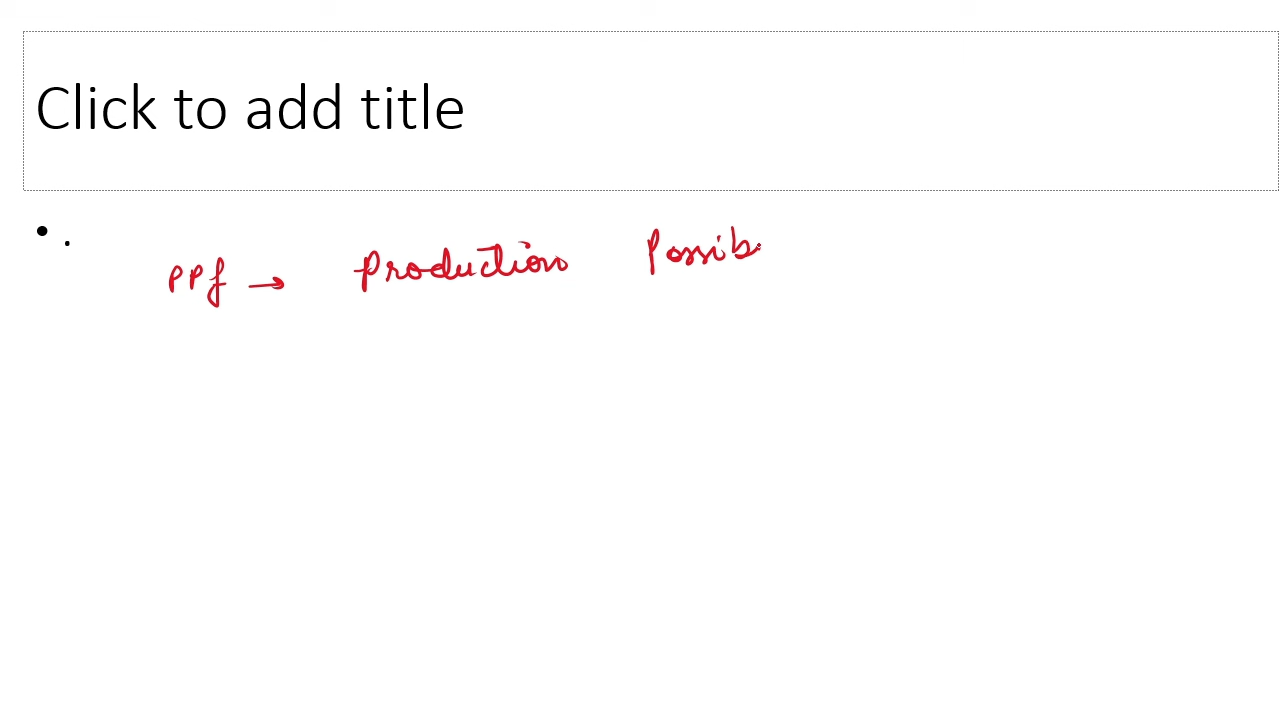 Click to add title
• .
PPf → Production Possib